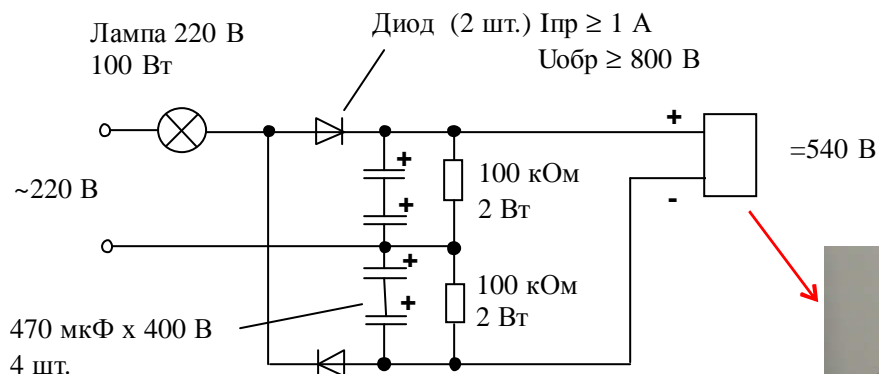 Лампа 220 В
100 Вт
Диод (2 шт.) Iпр ≥ 1 А
Uобр ≥ 800 В
+
=540 В
+
100 кОм
2 Вт
~220 В
+
-
+
100 кОм
2 Вт
+
470 мкФ х 400 В
4 шт.